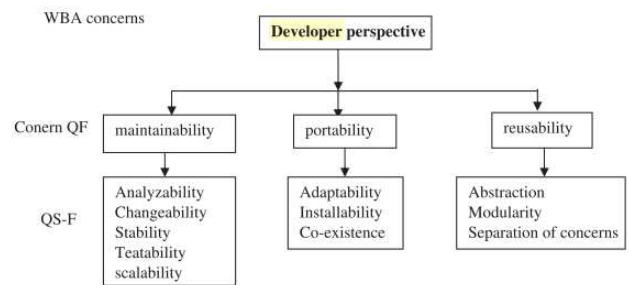 WBA concerns
Developer perspective
Conern QF
maintainability
portability
reusability
QS-F
Analyzability
Changeability
Stability
Teatability
scalability
Adaptability
Installability
Co-existence
Abstraction
Modularity
Separation of concerns